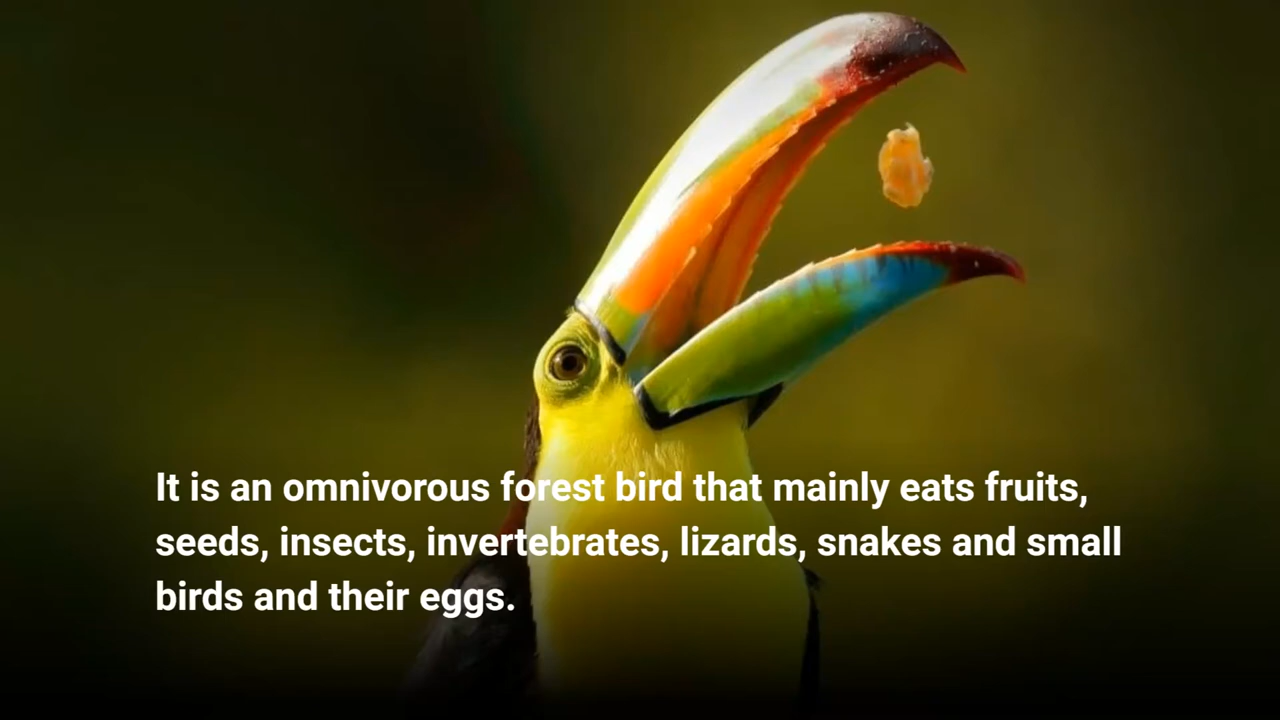 It is an omnivorous forest bird that mainly eats fruits,
seeds, insects, invertebrates, lizards, snakes and small
birds and their eggs.